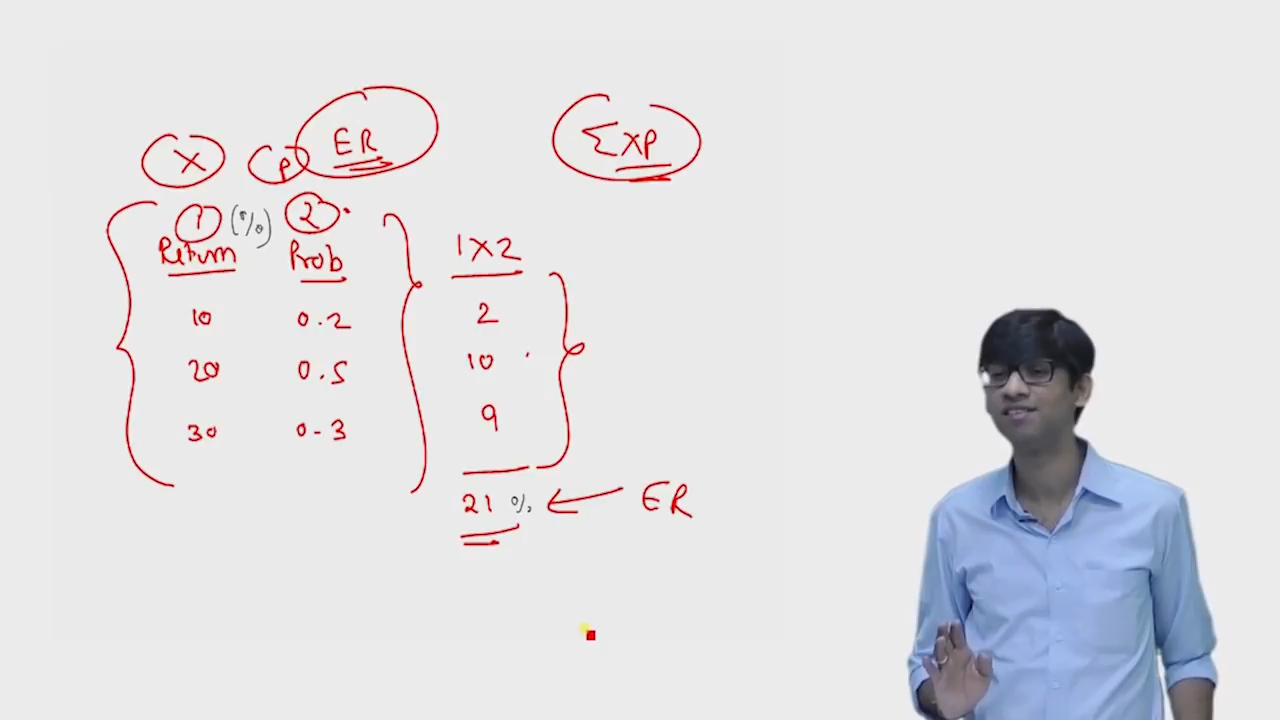 ER ΣXP
X P
1 (%) 2
Return Prob 1X2
10 0.2 2
20 0.5 10
30 0.3 9
21 % ← ER